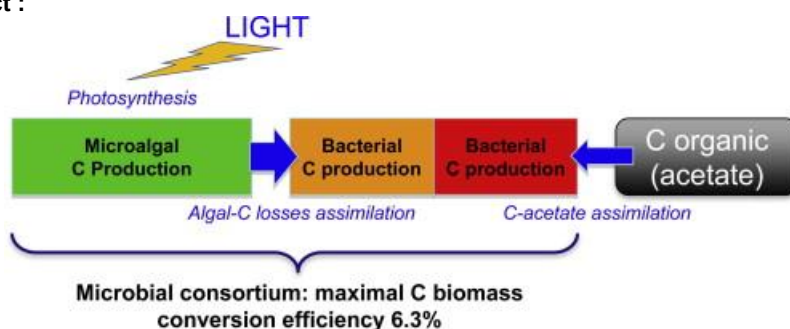 ct :
LIGHT
Photosynthesis
Microalgal
C Production
Bacterial
C production
Bacterial
C production
C organic
(acetate)
Algal-C losses assimilation
C-acetate assimilation
Microbial consortium: maximal C biomass
conversion efficiency 6.3%